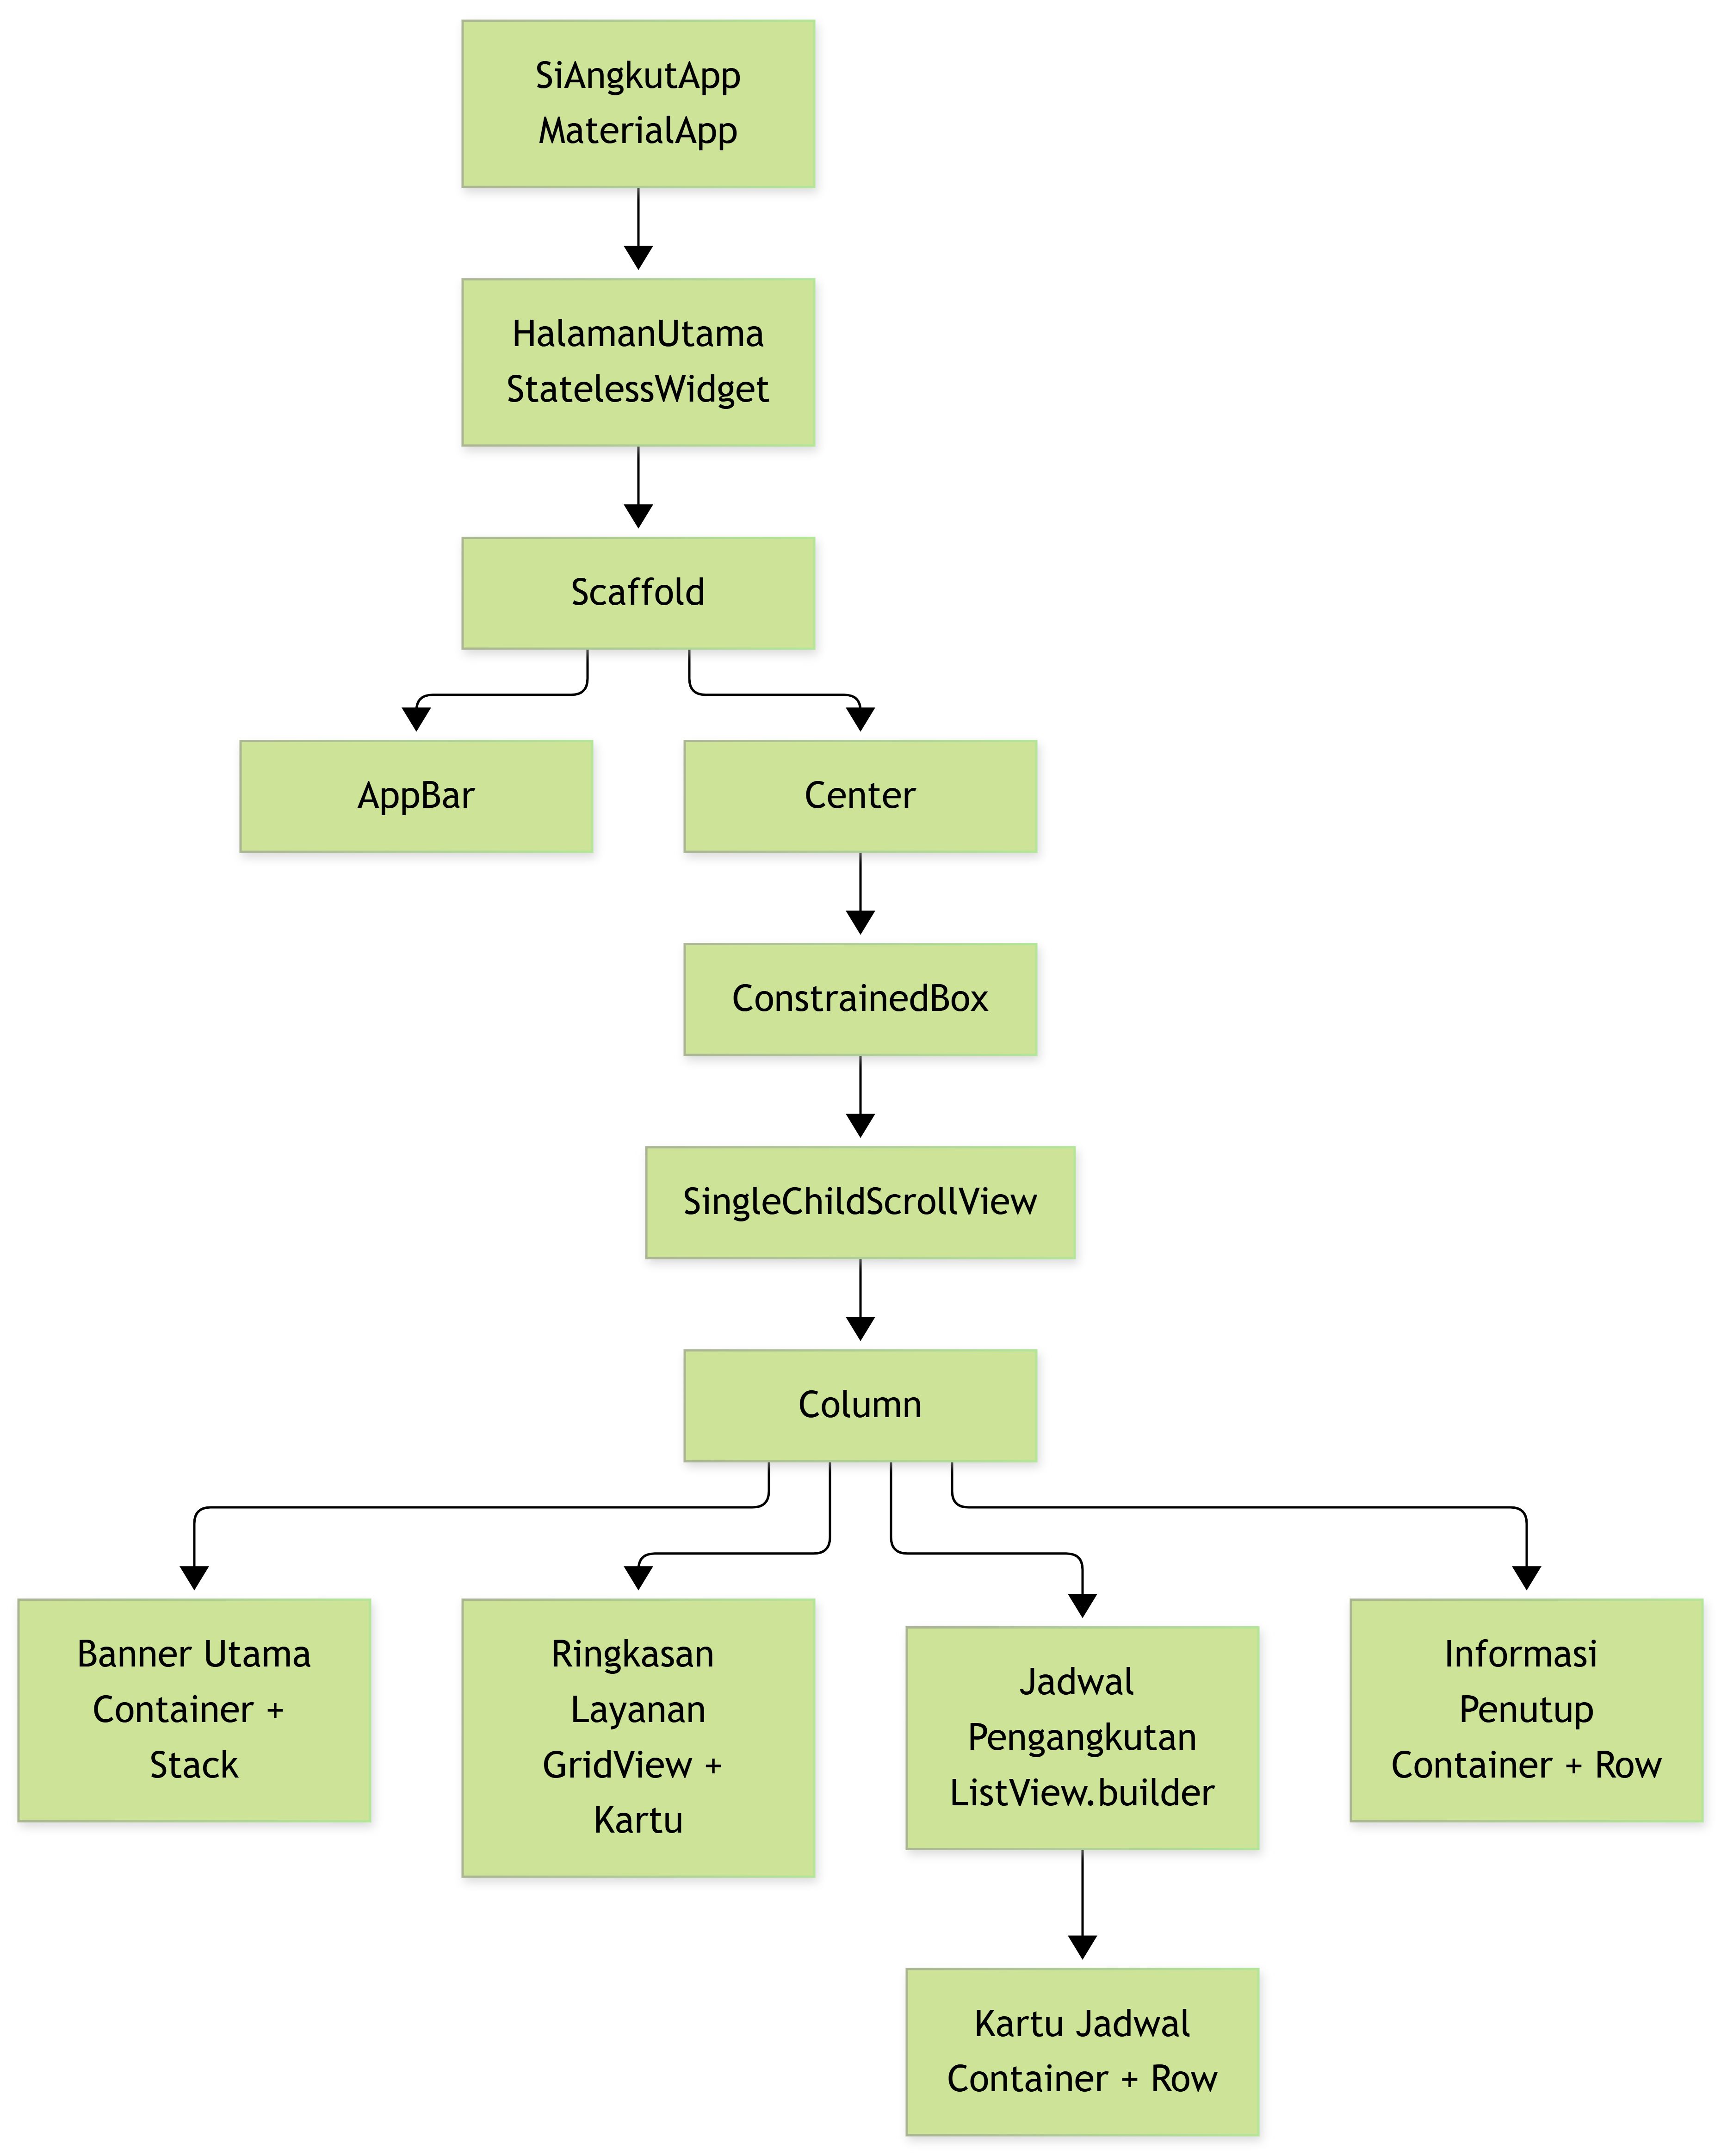 SiAngkutApp
MaterialApp
HalamanUtama
StatelessWidget
Scaffold
AppBar
Center
ConstrainedBox
SingleChildScrollView
Column
Banner Utama
Container +
Stack
Ringkasan
Layanan
GridView +
Kartu
Jadwal
Pengangkutan
ListView.builder
Informasi
Penutup
Container + Row
Kartu Jadwal
Container + Row